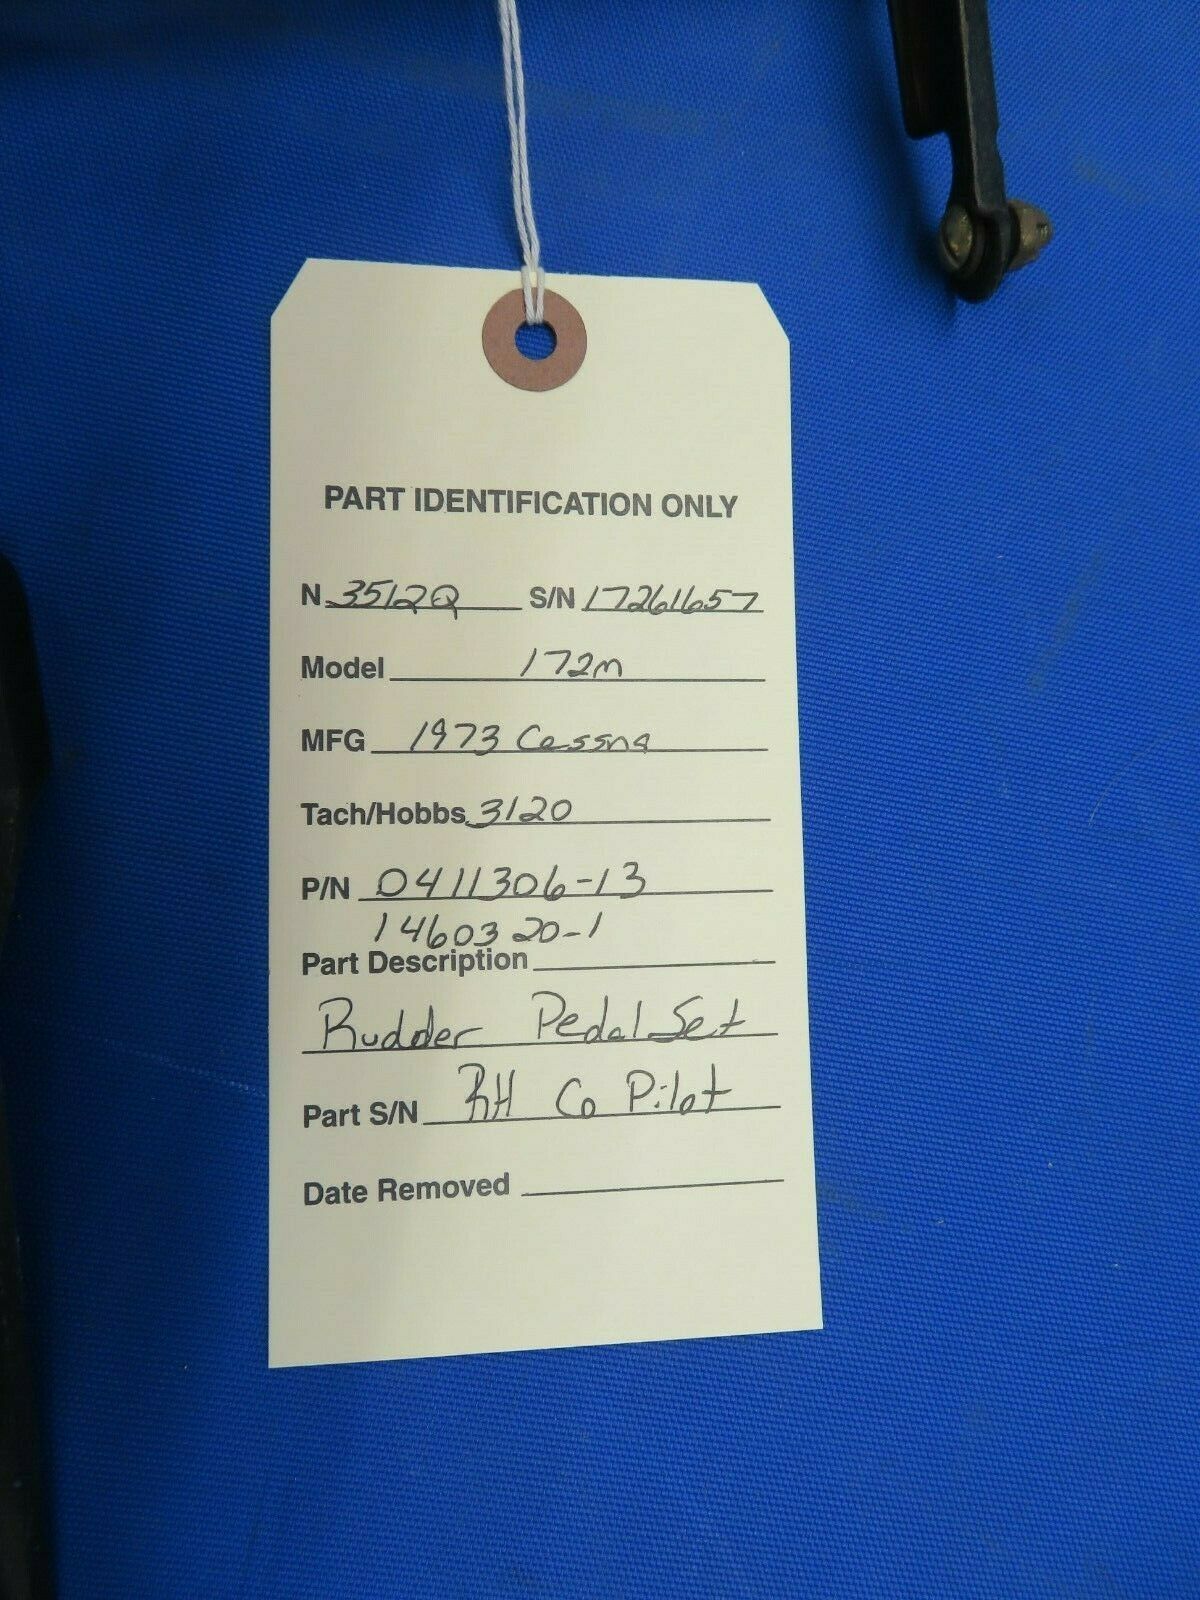 PART IDENTIFICATION ONLY
N 3512Q S/N 17261657
Model 172m
MFG 1973 Cessna
Tach/Hobbs 3120
P/N 0411306-13
1460320-1
Part Description
Rudder Pedal Set
Part S/N RH Co Pilot
Date Removed